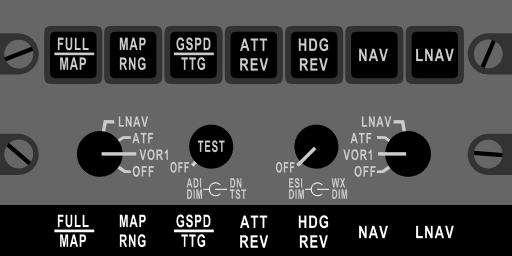 FULL MAP GSPD ATT HDG NAV LNAV
MAP RNG TTG REV REV
LNAV LNAV
ATF ATF
VOR1 TEST VOR1
OFF OFF OFF OFF
ADI DN ESI WX
DIM TST DIM DIM
FULL MAP GSPD ATT HDG NAV LNAV
MAP RNG TTG REV REV